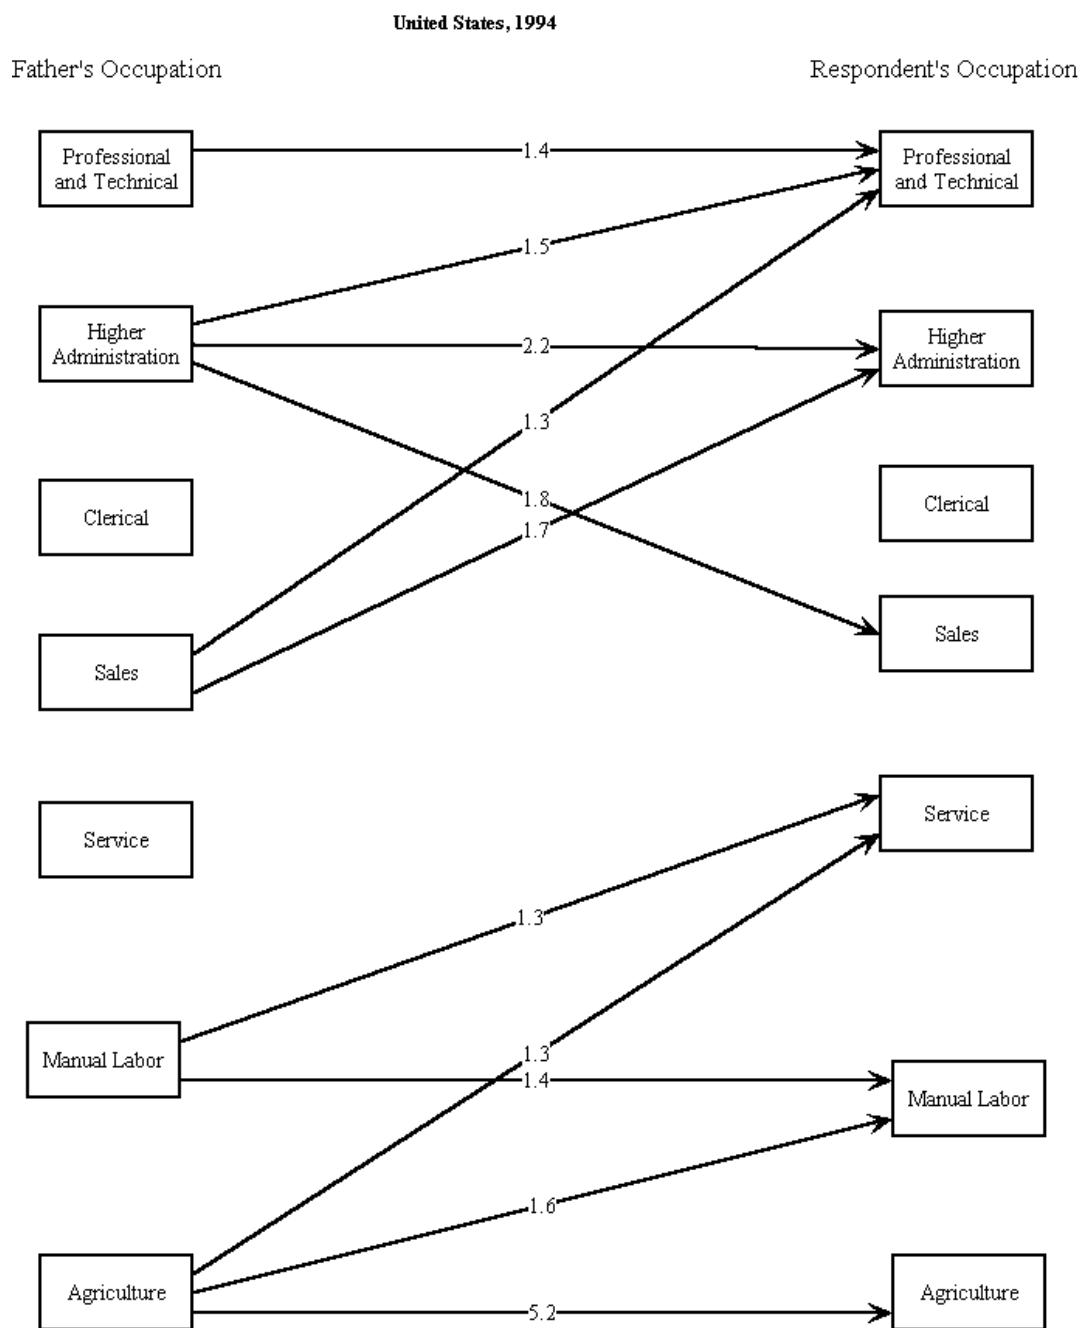 United States, 1994
Father's Occupation
Respondent's Occupation
Professional
and Technical
1.4
Professional
and Technical
1.5
Higher
Administration
2.2
Higher
Administration
1.3
1.8
Clerical
Clerical
1.7
Sales
Sales
Service
Service
1.3
1.3
Manual Labor
1.4
Manual Labor
1.6
Agriculture
Agriculture
5.2